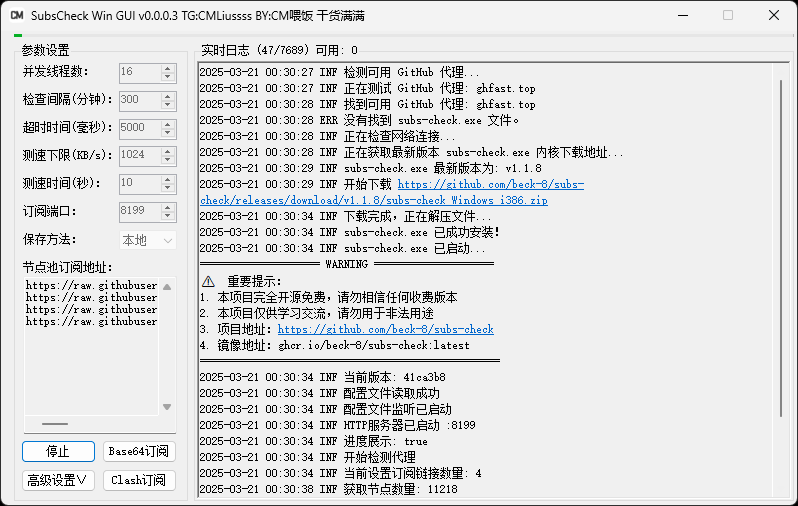 CM SubsCheck Win GUI v0.0.0.3 TG:CMLiussss BY:CM喂饭 干货满满
参数设置
并发线程数: 16
检查间隔(分钟): 300
超时时间(毫秒): 5000
测速下限(KB/s): 1024
测速时间(秒): 10
订阅端口: 8199
保存方法: 本地
节点池订阅地址:
https://raw.githubuser
https://raw.githubuser
https://raw.githubuser
https://raw.githubuser
停止 Base64订阅
高级设置∨ Clash订阅
实时日志 (47/7689) 可用: 0
2025-03-21 00:30:27 INF 检测可用 GitHub 代理...
2025-03-21 00:30:27 INF 正在测试 GitHub 代理: ghfast.top
2025-03-21 00:30:28 INF 找到可用 GitHub 代理: ghfast.top
2025-03-21 00:30:28 ERR 没有找到 subs-check.exe 文件。
2025-03-21 00:30:28 INF 正在检查网络连接...
2025-03-21 00:30:28 INF 正在获取最新版本 subs-check.exe 内核下载地址...
2025-03-21 00:30:29 INF subs-check.exe 最新版本为: v1.1.8
2025-03-21 00:30:29 INF 开始下载 https://github.com/beck-8/subs-
check/releases/download/v1.1.8/subs-check_Windows_i386.zip
2025-03-21 00:30:34 INF 下载完成，正在解压文件...
2025-03-21 00:30:34 INF subs-check.exe 已成功安装！
2025-03-21 00:30:34 INF subs-check.exe 已启动...
════════════════════ WARNING ════════════════════
⚠ 重要提示：
1. 本项目完全开源免费，请勿相信任何收费版本
2. 本项目仅供学习交流，请勿用于非法用途
3. 项目地址：https://github.com/beck-8/subs-check
4. 镜像地址：ghcr.io/beck-8/subs-check:latest
══════════════════════════════════════════════════
2025-03-21 00:30:34 INF 当前版本: 41ca3b8
2025-03-21 00:30:34 INF 配置文件读取成功
2025-03-21 00:30:34 INF 配置文件监听已启动
2025-03-21 00:30:34 INF HTTP服务器已启动 :8199
2025-03-21 00:30:34 INF 进度展示: true
2025-03-21 00:30:34 INF 开始检测代理
2025-03-21 00:30:34 INF 当前设置订阅链接数量: 4
2025-03-21 00:30:38 INF 获取节点数量: 11218